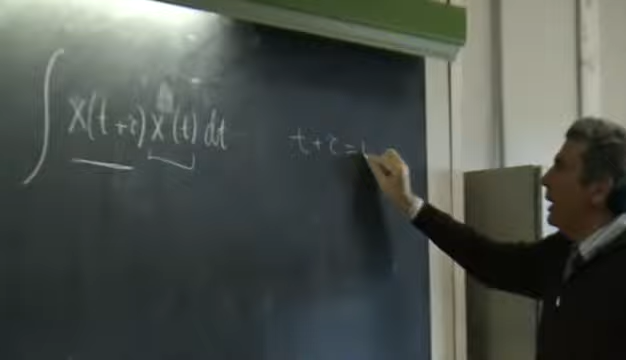 ∫ x(t+τ) x*(t) dt
t+τ=